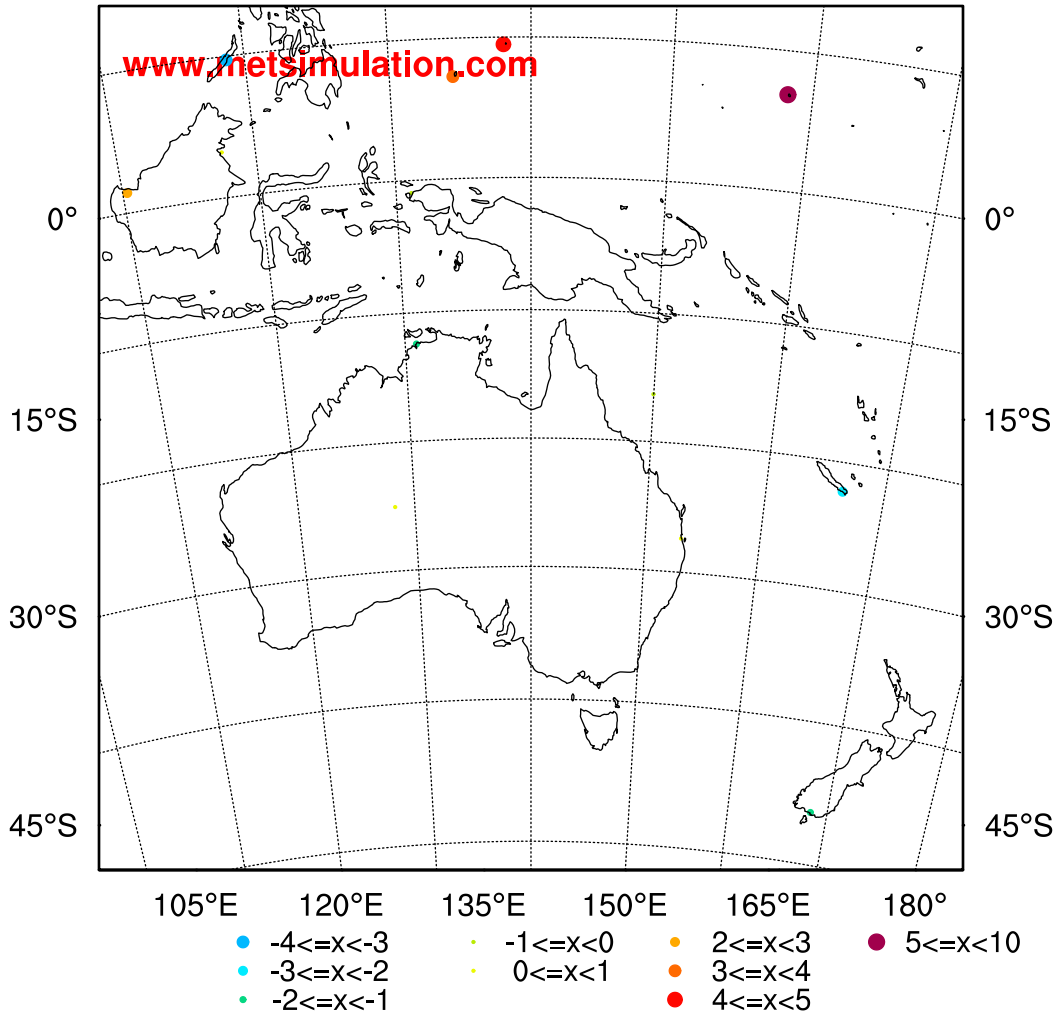 www.metsimulation.com
0° 0°
15°S 15°S
30°S 30°S
45°S 45°S
105°E 120°E 135°E 150°E 165°E 180°
-4<=x<-3 -1<=x<0 2<=x<3 5<=x<10
-3<=x<-2 0<=x<1 3<=x<4
-2<=x<-1 4<=x<5